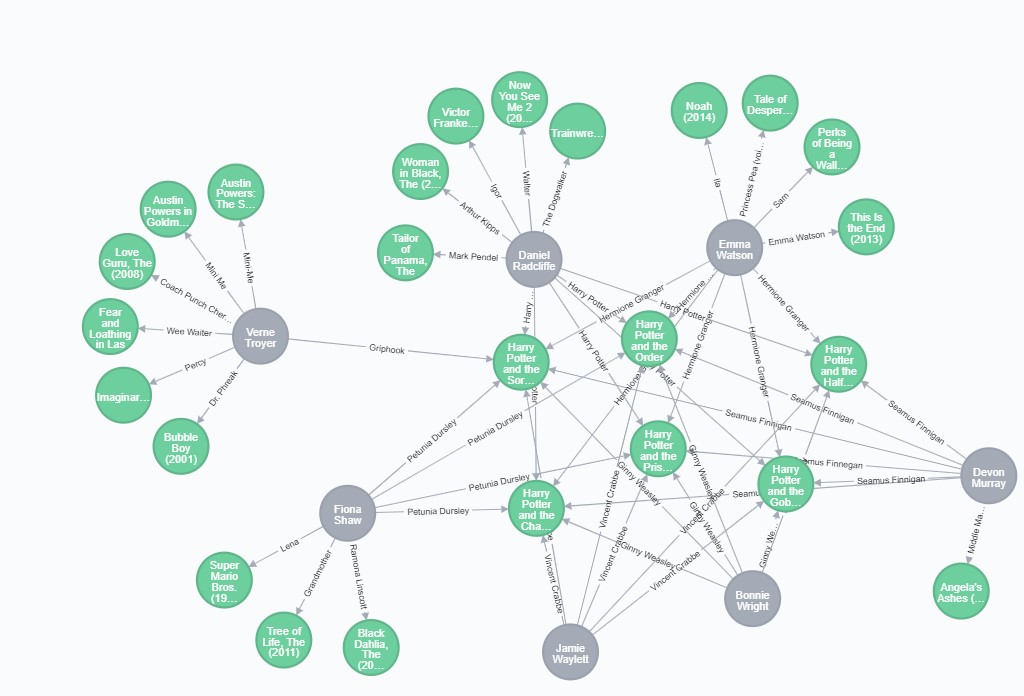 Now
You See
Me 2
(20...
Victor
Franke...
Trainwre...
Noah
(2014)
Tale of
Desper...
Perks
of Being
a
Wall...
Woman
in Black,
The (2...
Austin
Powers:
The S...
Austin
Powers in
Goldm...
Igor
Walter
The Dogwalker
Ila
Princess Pea (voi...
Sam
This Is
the End
(2013)
Arthur Kipps
Tailor
of
Panama,
The
Mark Pendel
Daniel
Radcliffe
Emma
Watson
Emma Watson
Love
Guru, The
(2008)
Mini Me
Mini-Me
Coach Punch Cher...
Fear
and
Loathing
in Las
Wee Waiter
Verne
Troyer
Percy
Imaginar...
Dr. Phreak
Bubble
Boy
(2001)
Griphook
Harry ...
Harry Potter
Harry Potter
Harry Potter
Hermione Granger
Hermione ...
Hermione Granger
Hermione Granger
Hermione Granger
Harry
Potter
and the
Sor...
Harry
Potter
and the
Order
Harry
Potter
and the
Half...
Potter
Hermione
Petunia Dursley
Petunia Dursley
Petunia Dursley
Petunia Dursley
Seamus Finnigan
Seamus Finnigan
Seamus Finnigan
Harry
Potter
and the
Pris...
Harry
Potter
and the
Gob...
Harry
Potter
and the
Cha...
amus Finnegan
Seamus Finnigan
Seamu
Devon
Murray
Middle Ma...
Angela's
Ashes (...
Ginny Weasley
Ginny Weasley
Ginny Weasley
Ginny Weasley
Ginny We...
Vincent Crabbe
Vincent Crabbe
Vincent Crabbe
Vincent Crabbe
Vincent Crabbe
Fiona
Shaw
Lena
Grandmother
Ramona Linscott
Super
Mario
Bros.
(19...
Tree of
Life, The
(2011)
Black
Dahlia,
The
(20...
Jamie
Waylett
Bonnie
Wright